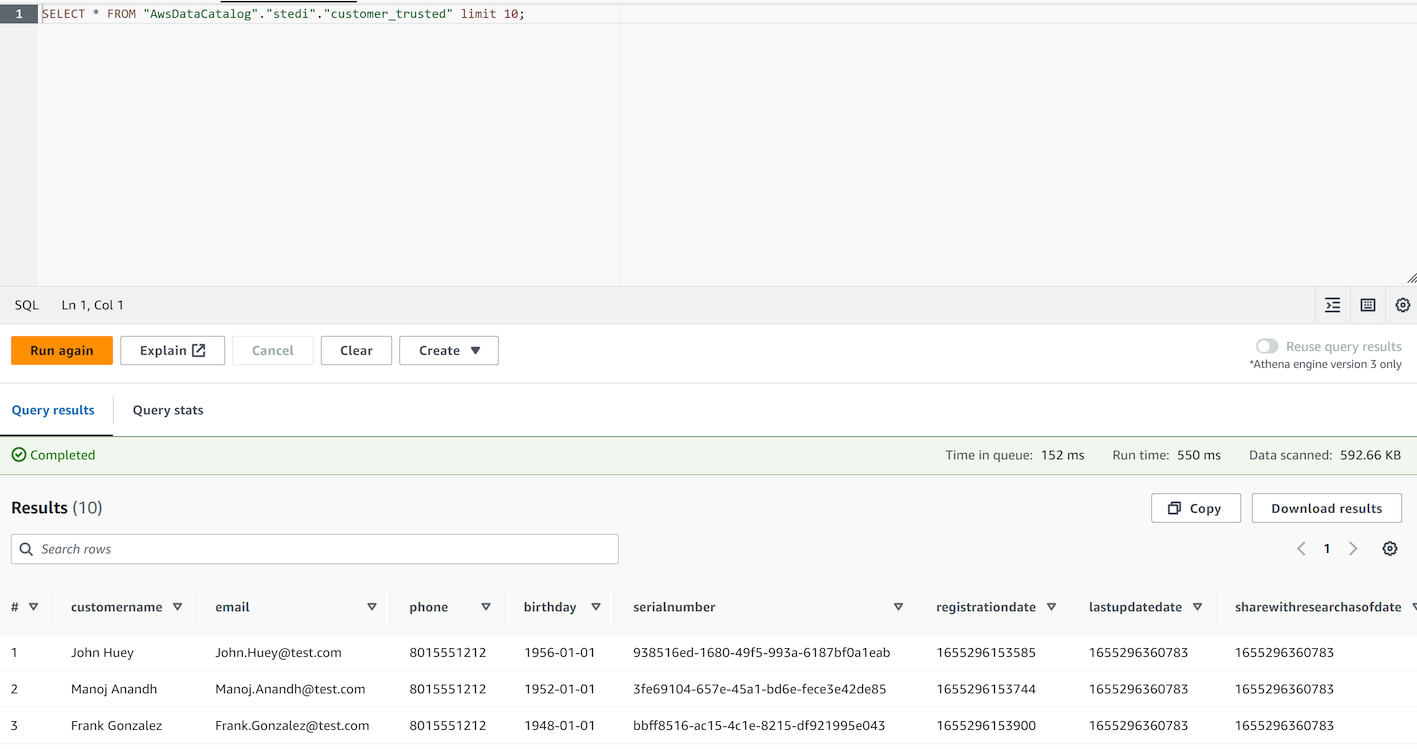 1 SELECT * FROM "AwsDataCatalog"."stedi"."customer_trusted" limit 10;
SQL Ln 1, Col 1
Run again Explain Cancel Clear Create Reuse query results
*Athena engine version 3 only
Query results Query stats
Completed Time in queue: 152 ms Run time: 550 ms Data scanned: 592.66 KB
Results (10) Copy Download results
Search rows 1
# customername email phone birthday serialnumber registrationdate lastupdatedate sharewithresearchasofdate
1 John Huey John.Huey@test.com 8015551212 1956-01-01 938516ed-1680-49f5-993a-6187bf0a1eab 1655296153585 1655296360783 1655296360783
2 Manoj Anandh Manoj.Anandh@test.com 8015551212 1952-01-01 3fe69104-657e-45a1-bd6e-fece3e42de85 1655296153744 1655296360783 1655296360783
3 Frank Gonzalez Frank.Gonzalez@test.com 8015551212 1948-01-01 bbff8516-ac15-4c1e-8215-df921995e043 1655296153900 1655296360783 1655296360783